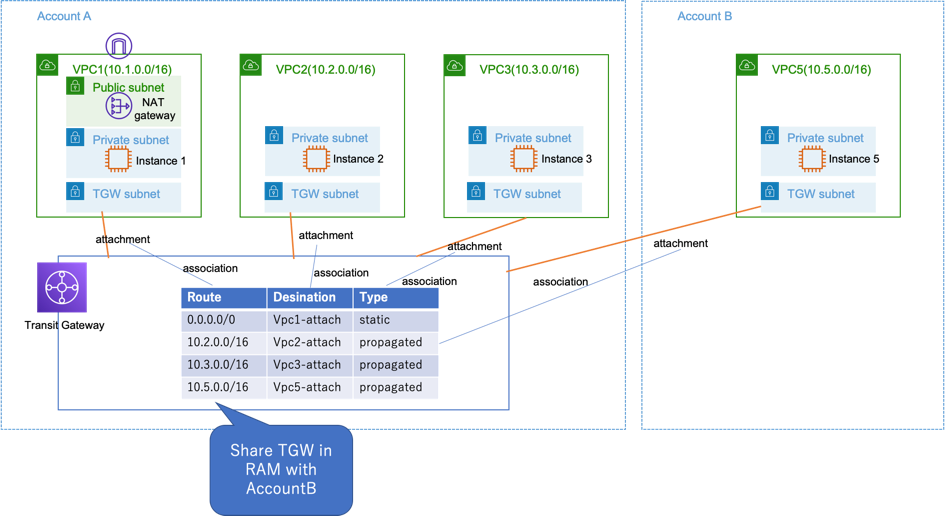 Account A
Account B
VPC1(10.1.0.0/16)
VPC2(10.2.0.0/16)
VPC3(10.3.0.0/16)
VPC5(10.5.0.0/16)
Public subnet
NAT
gateway
Private subnet
Private subnet
Private subnet
Private subnet
Instance 1
Instance 2
Instance 3
Instance 5
TGW subnet
TGW subnet
TGW subnet
TGW subnet
attachment
attachment
attachment
attachment
association
association
association
association
Transit Gateway
Route Desination Type
0.0.0.0/0 Vpc1-attach static
10.2.0.0/16 Vpc2-attach propagated
10.3.0.0/16 Vpc3-attach propagated
10.5.0.0/16 Vpc5-attach propagated
Share TGW in
RAM with
AccountB